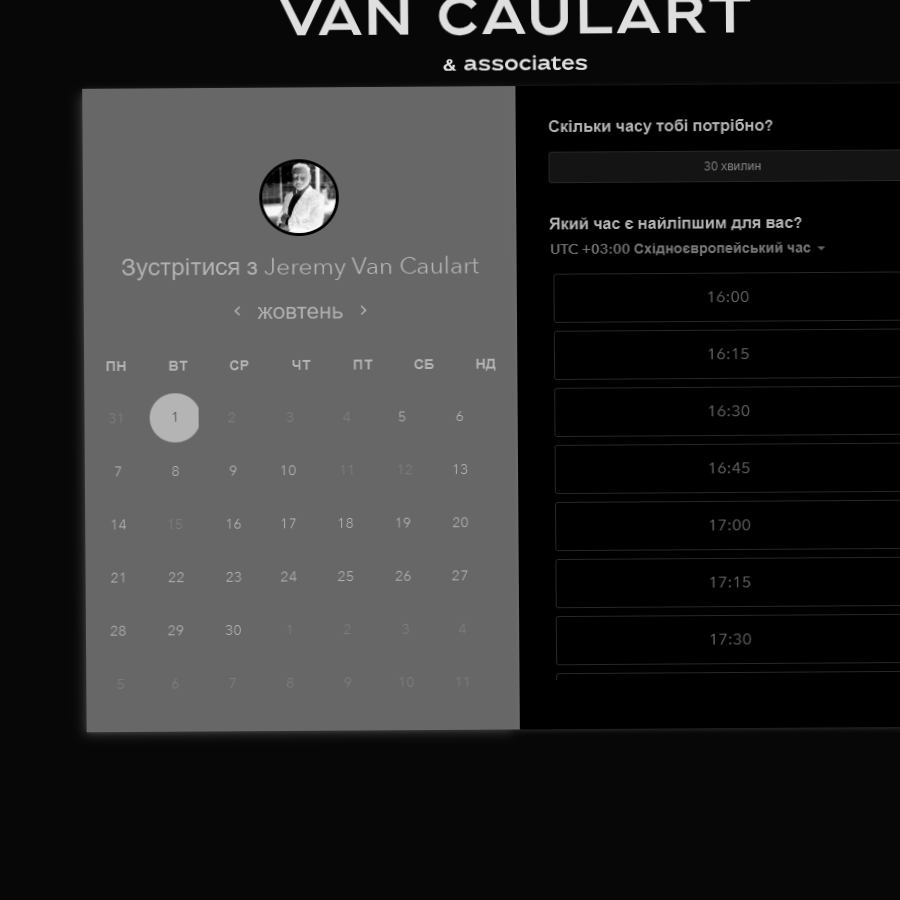 VAN CAULART
& associates
Зустрітися з Jeremy Van Caulart
жовтень
ПН ВТ СР ЧТ ПТ СБ НД
31 1 2 3 4 5 6
7 8 9 10 11 12 13
14 15 16 17 18 19 20
21 22 23 24 25 26 27
28 29 30 1 2 3 4
5 6 7 8 9 10 11
Скільки часу тобі потрібно?
30 хвилин
Який час є найліпшим для вас?
UTC +03:00 Східноєвропейський час
16:00
16:15
16:30
16:45
17:00
17:15
17:30